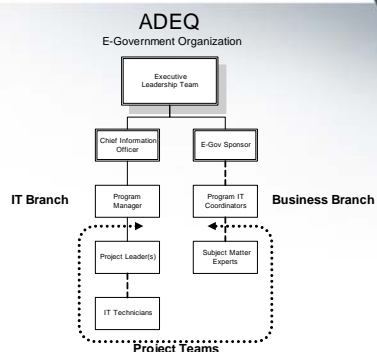 ADEQ
E-Government Organization
Executive
Leadership Team
Chief Information
Officer
E-Gov Sponsor
IT Branch
Program
Manager
Program IT
Coordinators
Business Branch
Project Leader(s)
Subject Matter
Experts
IT Technicians
Project Teams